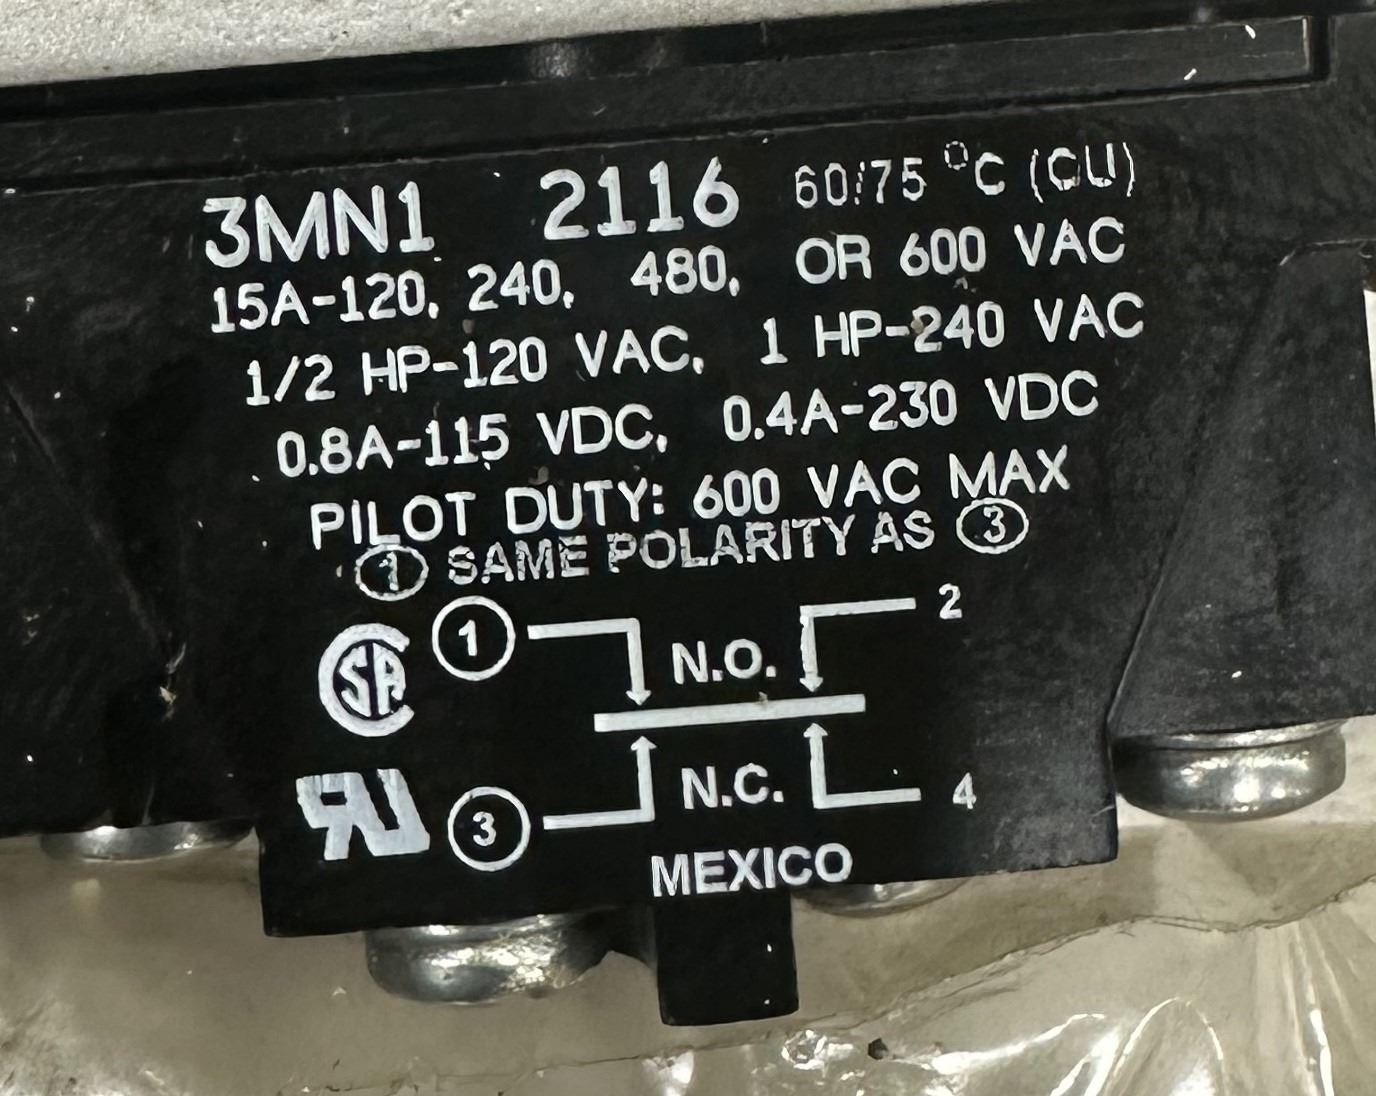 3MN1 2116 60/75 °C (CU)
15A-120, 240, 480, OR 600 VAC
1/2 HP-120 VAC, 1 HP-240 VAC
0.8A-115 VDC, 0.4A-230 VDC
PILOT DUTY: 600 VAC MAX
① SAME POLARITY AS ③
① N.O. 2
SA
③ N.C. 4
RU
MEXICO